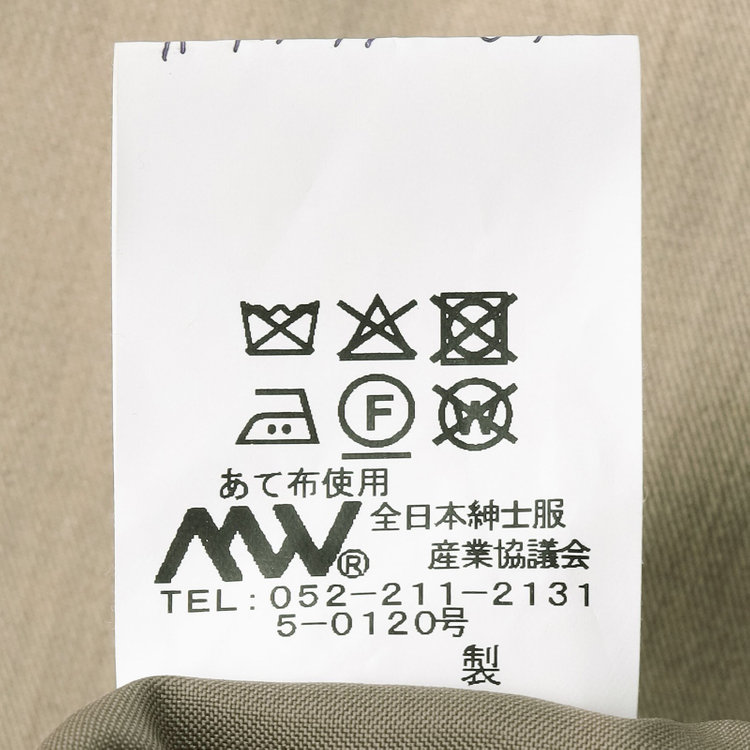 F
W
あて布使用
MW® 全日本紳士服
産業協議会
TEL:052-211-2131
5-0120号
製